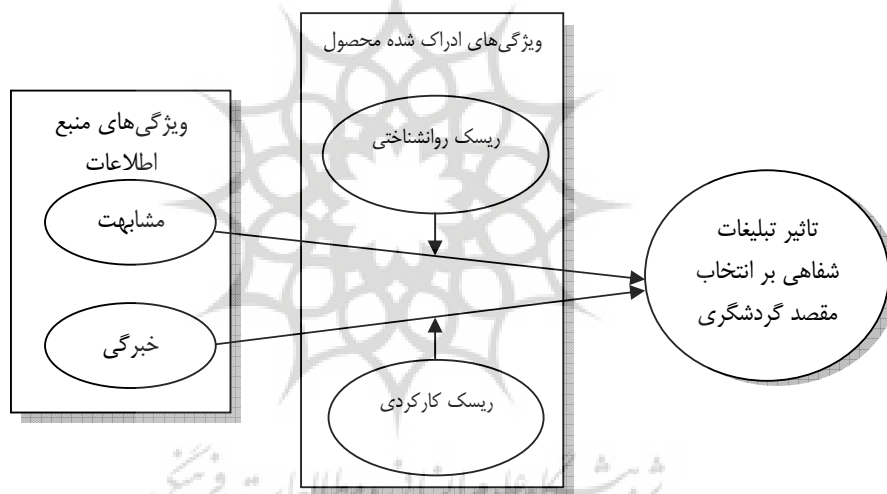 ویژگی‌های ادراک شده محصول
ریسک روانشناختی
ریسک کارکردی
ویژگی‌های منبع
اطلاعات
مشابهت
خبرگی
تاثیر تبلیغات
شفاهی بر انتخاب
مقصد گردشگری